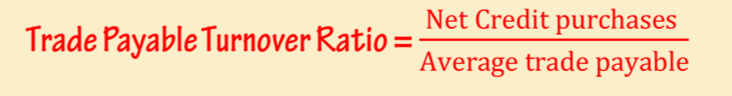 Trade Payable Turnover Ratio = Net Credit purchases
Average trade payable